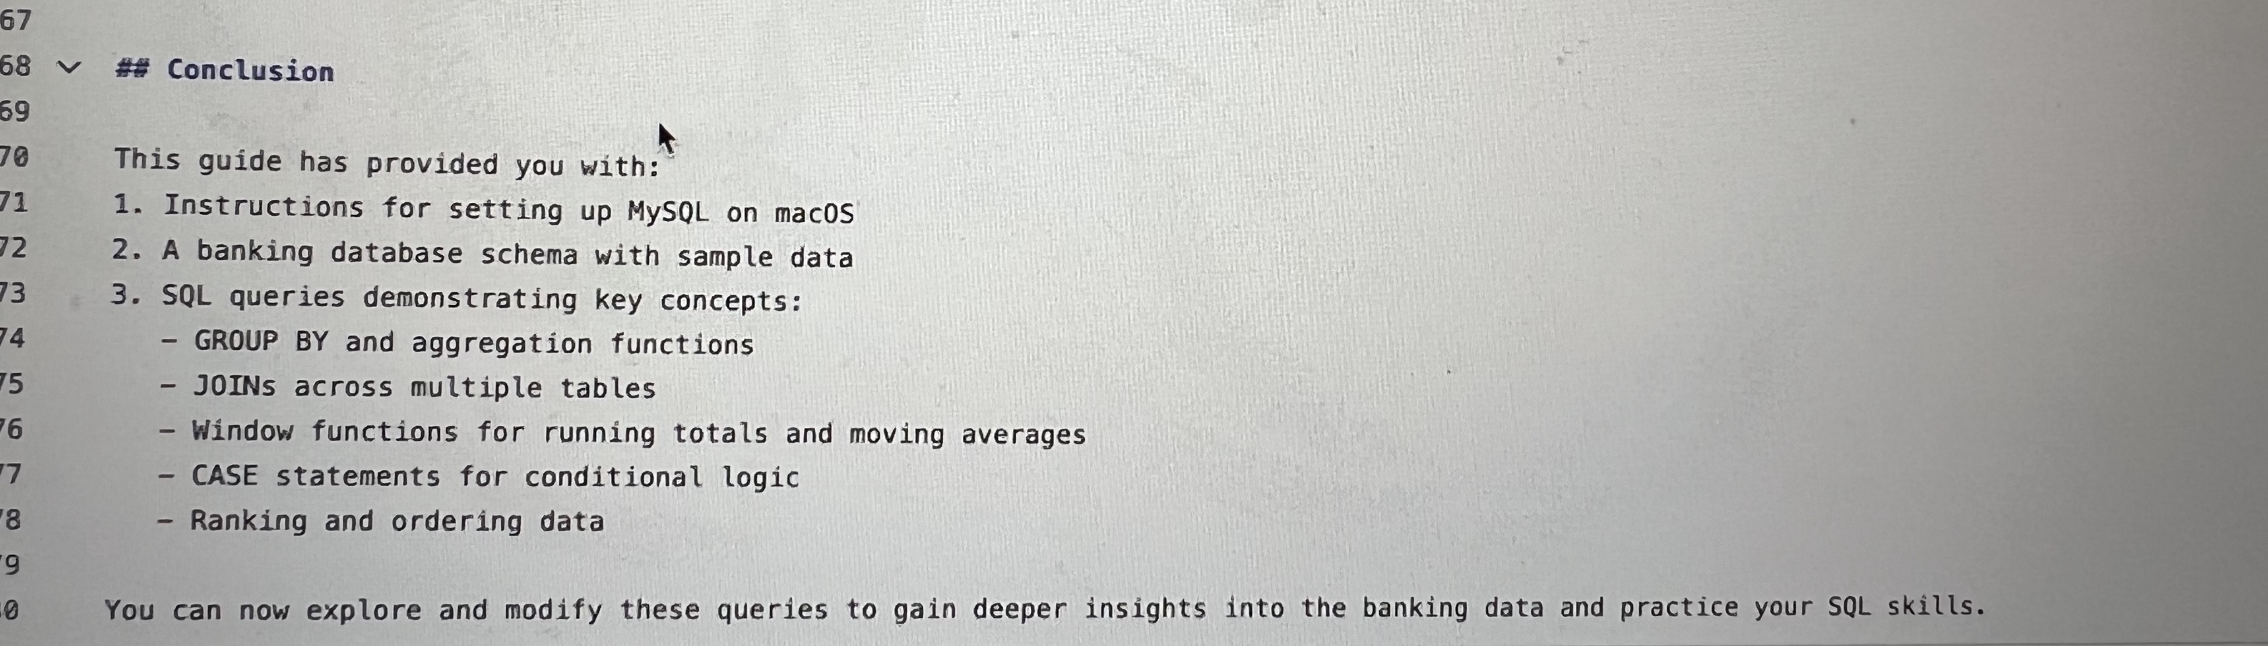 67
68 ## Conclusion
69
70 This guide has provided you with:
71 1. Instructions for setting up MySQL on macOS
72 2. A banking database schema with sample data
73 3. SQL queries demonstrating key concepts:
74 – GROUP BY and aggregation functions
75 – JOINs across multiple tables
76 – Window functions for running totals and moving averages
77 – CASE statements for conditional logic
78 – Ranking and ordering data
79
80 You can now explore and modify these queries to gain deeper insights into the banking data and practice your SQL skills.